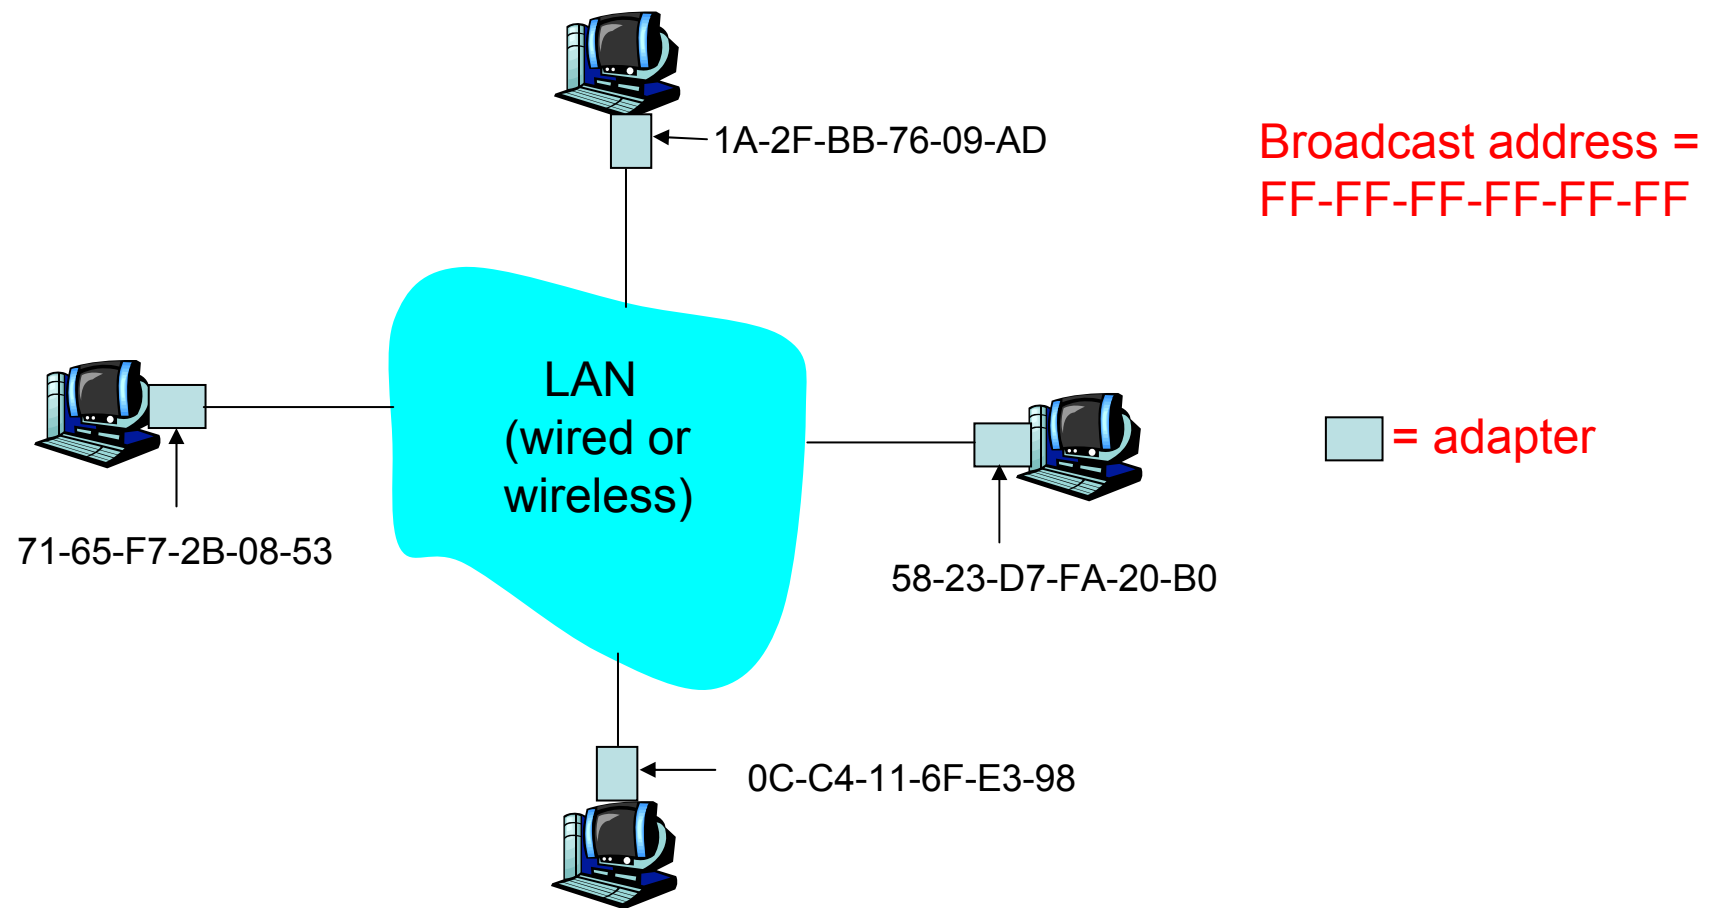 1A-2F-BB-76-09-AD
Broadcast address =
FF-FF-FF-FF-FF-FF
LAN
(wired or
wireless)
= adapter
71-65-F7-2B-08-53
58-23-D7-FA-20-B0
0C-C4-11-6F-E3-98